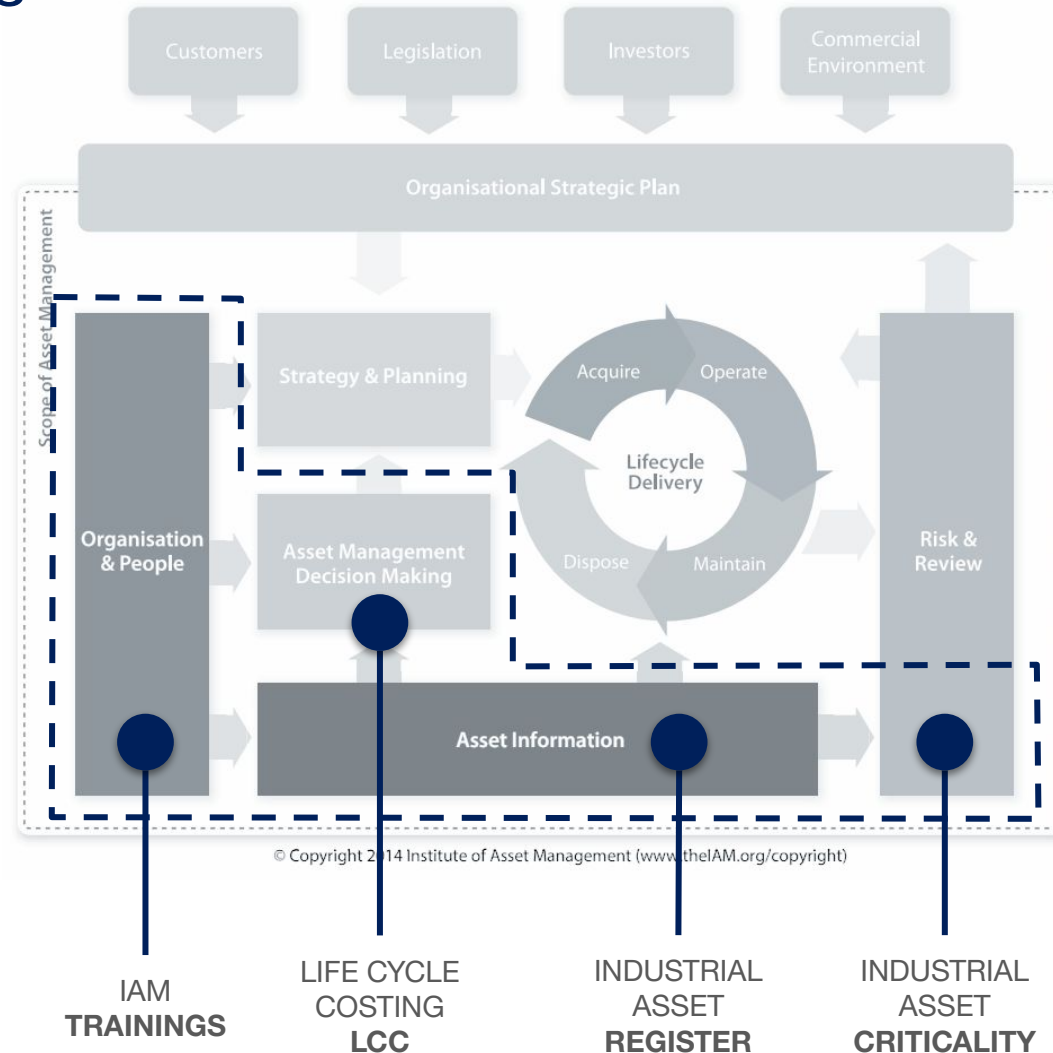 Customers
Legislation
Investors
Commercial
Environment
Organisational Strategic Plan
Scope of Asset Management
Strategy & Planning
Acquire
Operate
Lifecycle
Delivery
Organisation
& People
Asset Management
Decision Making
Dispose
Maintain
Risk &
Review
Asset Information
© Copyright 2014 Institute of Asset Management (www.theIAM.org/copyright)
IAM
TRAININGS
LIFE CYCLE
COSTING
LCC
INDUSTRIAL
ASSET
REGISTER
INDUSTRIAL
ASSET
CRITICALITY